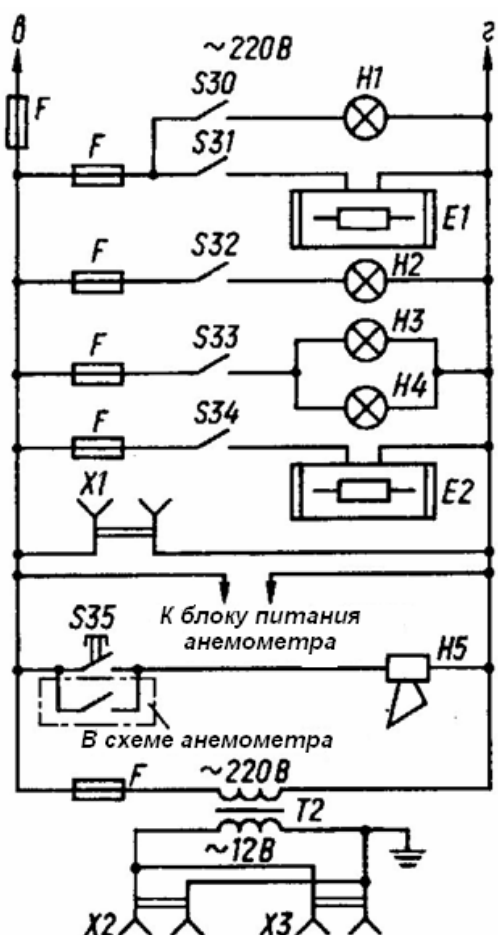 в г
~220В
S30 H1
F
F S31
E1
F S32 H2
H3
F S33
H4
F S34
X1 E2
К блоку питания
анемометра
S35
H5
В схеме анемометра
F ~220В
T2
~12В
X2 X3